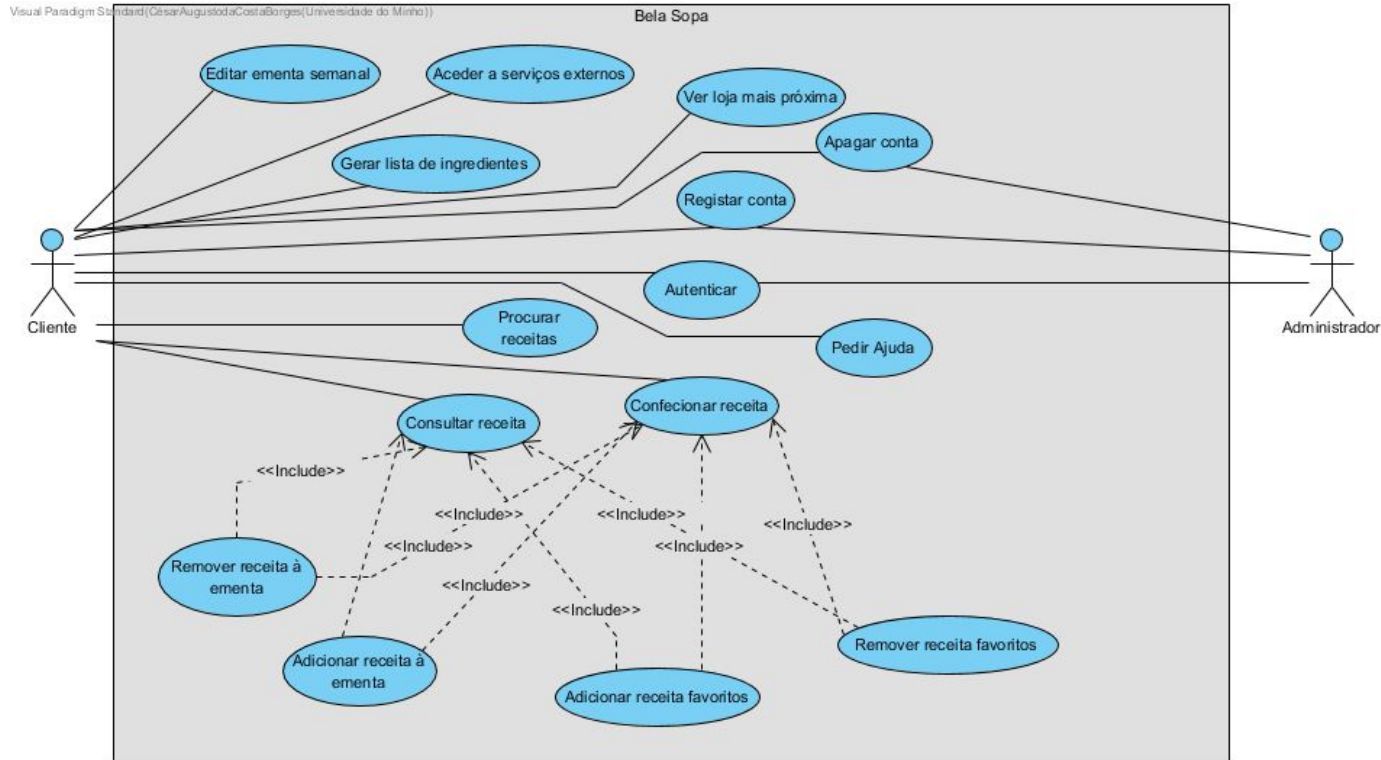 Visual Paradigm Standard(CésarAugustodaCostaBorges(Universidade do Minho))
Bela Sopa
Editar ementa semanal
Aceder a serviços externos
Ver loja mais próxima
Apagar conta
Gerar lista de ingredientes
Registar conta
Autenticar
Cliente
Administrador
Procurar
receitas
Pedir Ajuda
Consultar receita
Confecionar receita
<<Include>>
<<Include>>
<<Include>>
<<Include>>
<<Include>>
<<Include>>
<<Include>>
<<Include>>
Remover receita à
ementa
Adicionar receita à
ementa
Adicionar receita favoritos
Remover receita favoritos